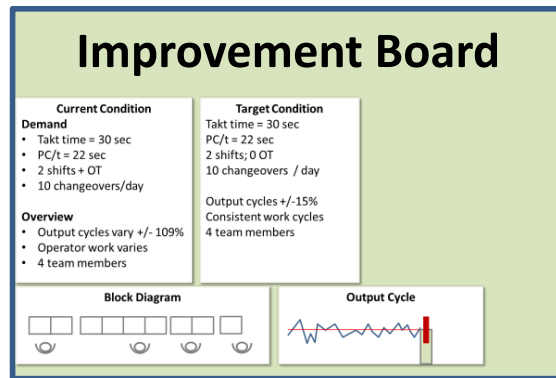 Improvement Board
Current Condition
Demand
• Takt time = 30 sec
• PC/t = 22 sec
• 2 shifts + OT
• 10 changeovers/day
Overview
• Output cycles vary +/- 109%
• Operator work varies
• 4 team members
Target Condition
Takt time = 30 sec
PC/t = 22 sec
2 shifts; 0 OT
10 changeovers / day
Output cycles +/-15%
Consistent work cycles
4 team members
Block Diagram
Output Cycle